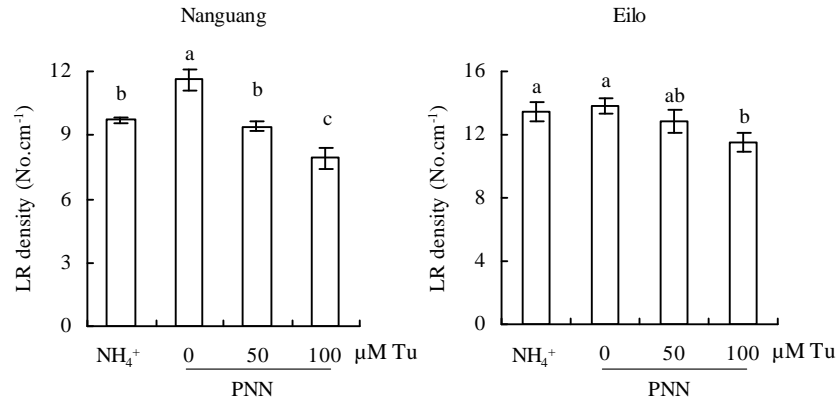 Nanguang
LR density (No.cm⁻¹)
12
9
6
3
0
b
a
b
c
NH₄⁺
0
50
100
μM Tu
PNN
Eilo
LR density (No.cm⁻¹)
16
12
8
4
0
a
a
ab
b
NH₄⁺
0
50
100
μM Tu
PNN